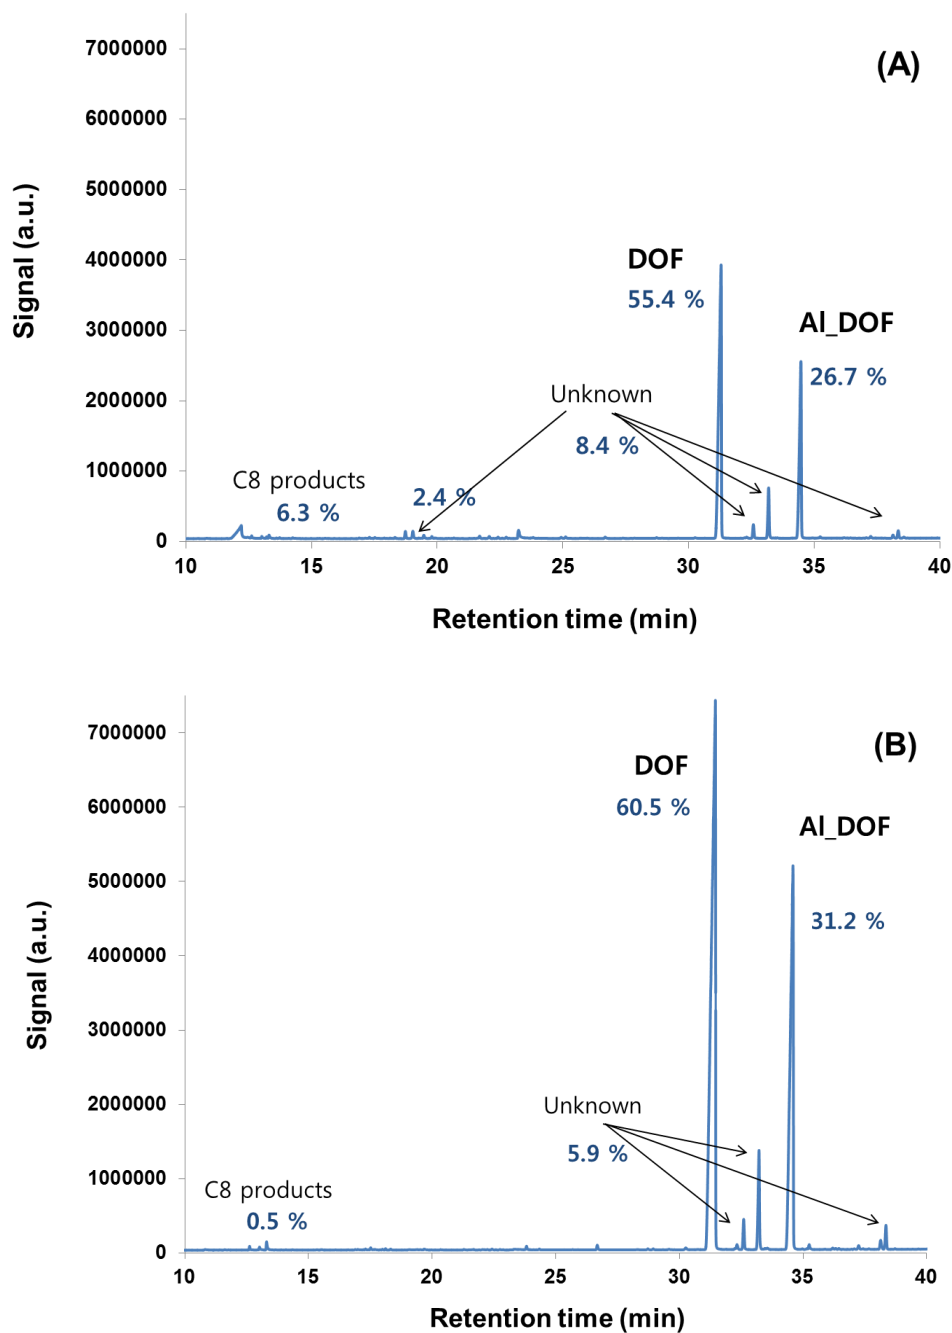 (A)
7000000
6000000
5000000
4000000
3000000
2000000
1000000
0
Signal (a.u.)
DOF
55.4 %
Al_DOF
26.7 %
Unknown
8.4 %
C8 products
6.3 %
2.4 %
10 15 20 25 30 35 40
Retention time (min)
(B)
7000000
6000000
5000000
4000000
3000000
2000000
1000000
0
Signal (a.u.)
DOF
60.5 %
Al_DOF
31.2 %
Unknown
5.9 %
C8 products
0.5 %
10 15 20 25 30 35 40
Retention time (min)